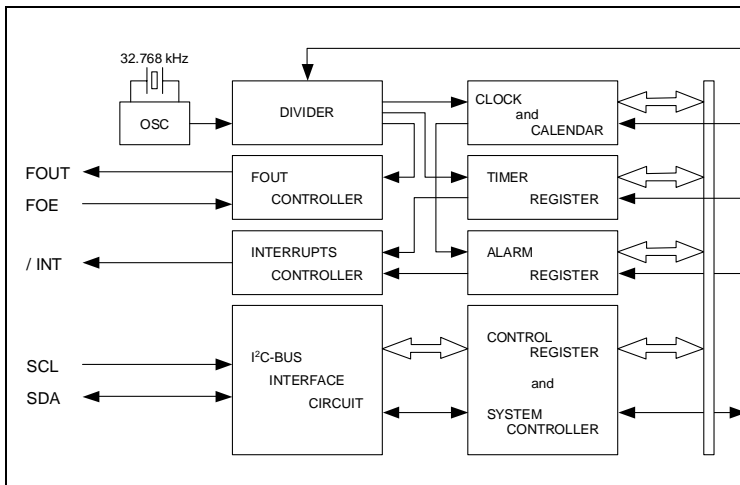 32.768 kHz
OSC
DIVIDER
CLOCK
and
CALENDAR
FOUT
FOE
FOUT
CONTROLLER
TIMER
REGISTER
/ INT
INTERRUPTS
CONTROLLER
ALARM
REGISTER
SCL
SDA
I²C-BUS
INTERFACE
CIRCUIT
CONTROL
REGISTER
and
SYSTEM
CONTROLLER